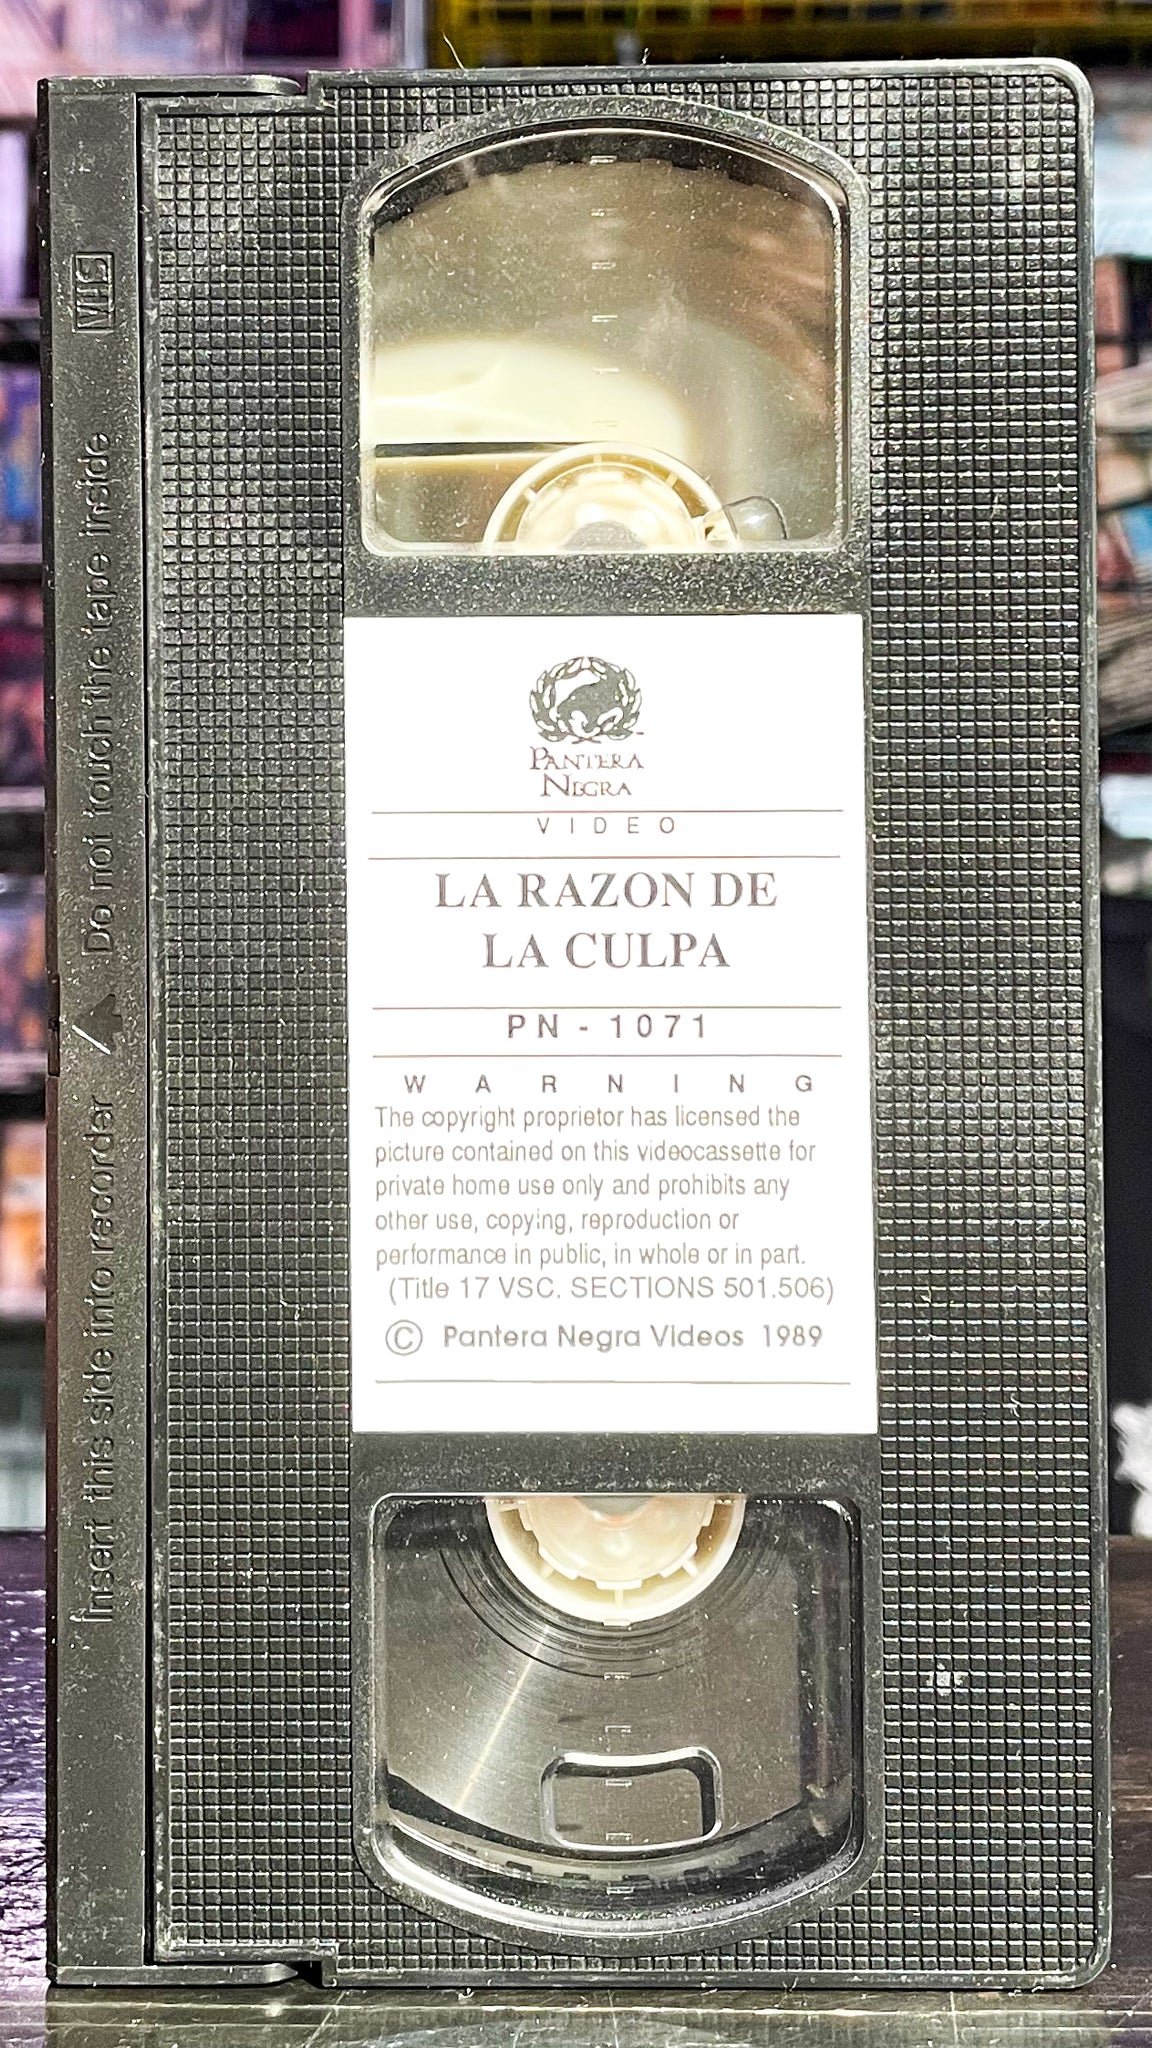 VHS
Do not touch the tape inside
Insert this side into recorder
PANTERA
NEGRA
VIDEO
LA RAZON DE
LA CULPA
PN - 1071
WARNING
The copyright proprietor has licensed the
picture contained on this videocassette for
private home use only and prohibits any
other use, copying, reproduction or
performance in public, in whole or in part.
(Title 17 VSC. SECTIONS 501.506)
© Pantera Negra Videos 1989